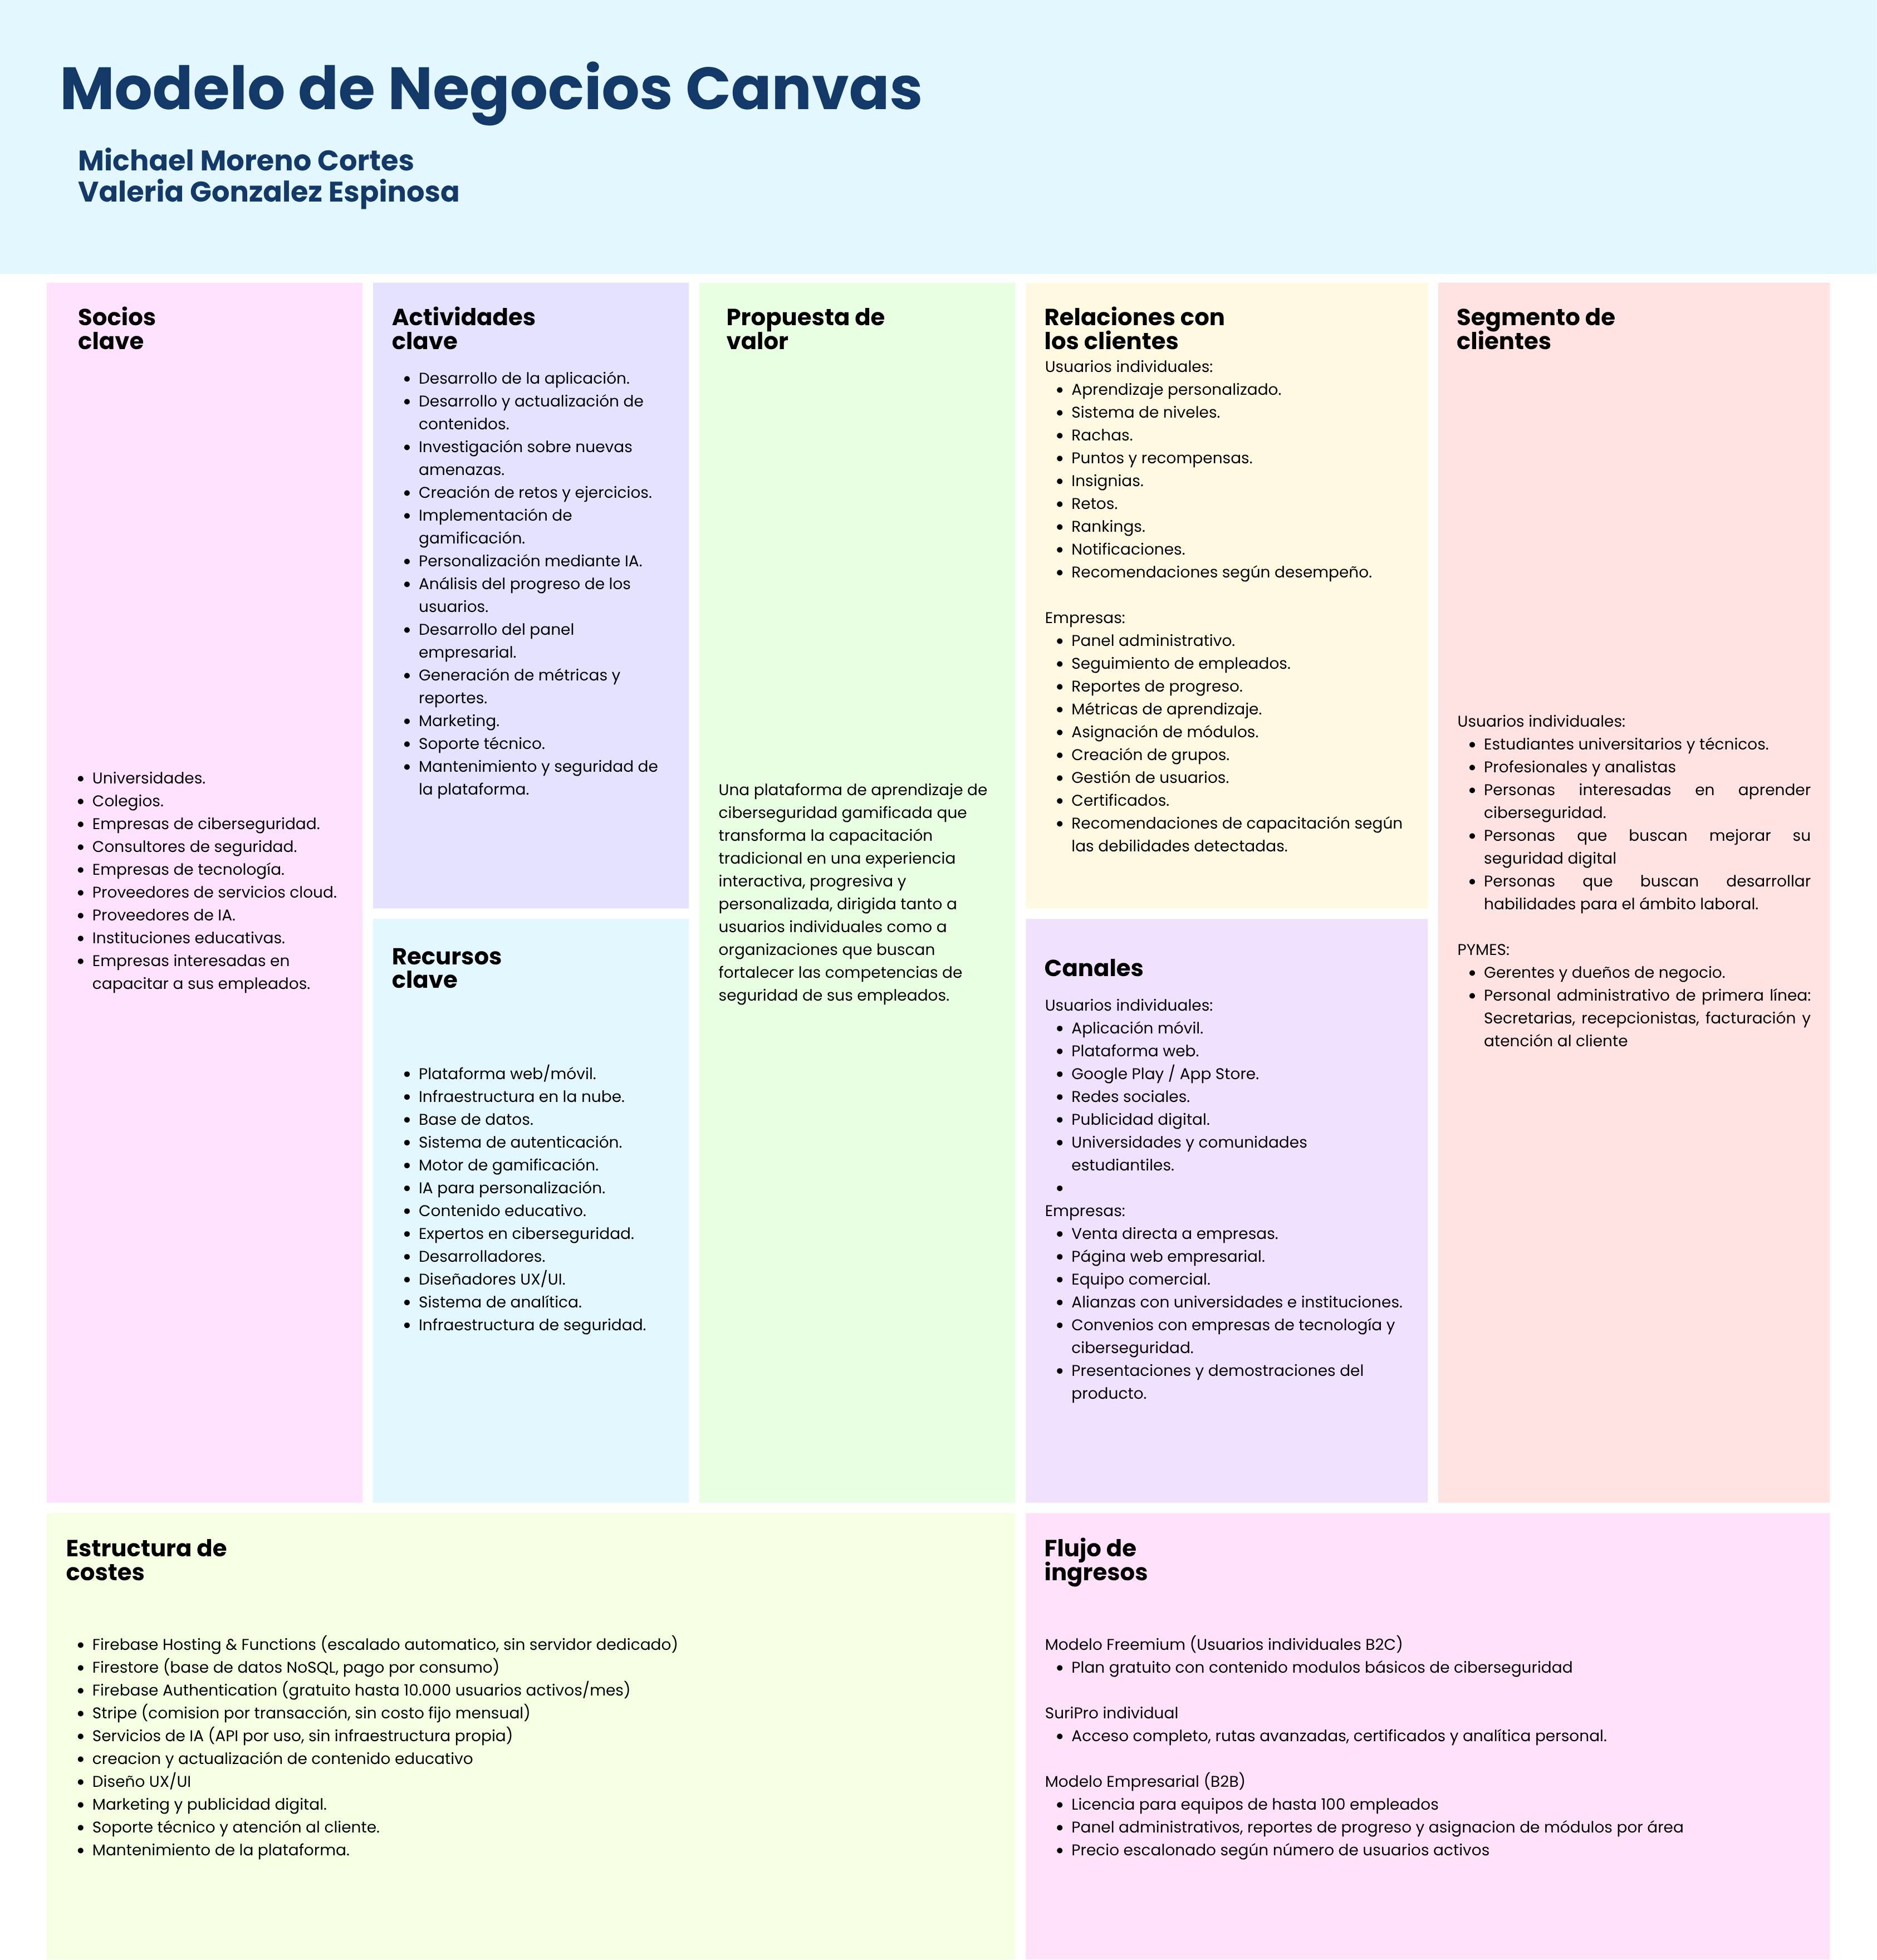 Modelo de Negocios Canvas
Michael Moreno Cortes
Valeria Gonzalez Espinosa
Socios
clave
• Universidades.
• Colegios.
• Empresas de ciberseguridad.
• Consultores de seguridad.
• Empresas de tecnología.
• Proveedores de servicios cloud.
• Proveedores de IA.
• Instituciones educativas.
• Empresas interesadas en
capacitar a sus empleados.
Actividades
clave
• Desarrollo de la aplicación.
• Desarrollo y actualización de
contenidos.
• Investigación sobre nuevas
amenazas.
• Creación de retos y ejercicios.
• Implementación de
gamificación.
• Personalización mediante IA.
• Análisis del progreso de los
usuarios.
• Desarrollo del panel
empresarial.
• Generación de métricas y
reportes.
• Marketing.
• Soporte técnico.
• Mantenimiento y seguridad de
la plataforma.
Recursos
clave
• Plataforma web/móvil.
• Infraestructura en la nube.
• Base de datos.
• Sistema de autenticación.
• Motor de gamificación.
• IA para personalización.
• Contenido educativo.
• Expertos en ciberseguridad.
• Desarrolladores.
• Diseñadores UX/UI.
• Sistema de analítica.
• Infraestructura de seguridad.
Propuesta de
valor
Una plataforma de aprendizaje de
ciberseguridad gamificada que
transforma la capacitación
tradicional en una experiencia
interactiva, progresiva y
personalizada, dirigida tanto a
usuarios individuales como a
organizaciones que buscan
fortalecer las competencias de
seguridad de sus empleados.
Relaciones con
los clientes
Usuarios individuales:
• Aprendizaje personalizado.
• Sistema de niveles.
• Rachas.
• Puntos y recompensas.
• Insignias.
• Retos.
• Rankings.
• Notificaciones.
• Recomendaciones según desempeño.
Empresas:
• Panel administrativo.
• Seguimiento de empleados.
• Reportes de progreso.
• Métricas de aprendizaje.
• Asignación de módulos.
• Creación de grupos.
• Gestión de usuarios.
• Certificados.
• Recomendaciones de capacitación según
las debilidades detectadas.
Canales
Usuarios individuales:
• Aplicación móvil.
• Plataforma web.
• Google Play / App Store.
• Redes sociales.
• Publicidad digital.
• Universidades y comunidades
estudiantiles.
•
Empresas:
• Venta directa a empresas.
• Página web empresarial.
• Equipo comercial.
• Alianzas con universidades e instituciones.
• Convenios con empresas de tecnología y
ciberseguridad.
• Presentaciones y demostraciones del
producto.
Segmento de
clientes
Usuarios individuales:
• Estudiantes universitarios y técnicos.
• Profesionales y analistas
• Personas interesadas en aprender
ciberseguridad.
• Personas que buscan mejorar su
seguridad digital
• Personas que buscan desarrollar
habilidades para el ámbito laboral.
PYMES:
• Gerentes y dueños de negocio.
• Personal administrativo de primera línea:
Secretarias, recepcionistas, facturación y
atención al cliente
Estructura de
costes
• Firebase Hosting & Functions (escalado automatico, sin servidor dedicado)
• Firestore (base de datos NoSQL, pago por consumo)
• Firebase Authentication (gratuito hasta 10.000 usuarios activos/mes)
• Stripe (comision por transacción, sin costo fijo mensual)
• Servicios de IA (API por uso, sin infraestructura propia)
• creacion y actualización de contenido educativo
• Diseño UX/UI
• Marketing y publicidad digital.
• Soporte técnico y atención al cliente.
• Mantenimiento de la plataforma.
Flujo de
ingresos
Modelo Freemium (Usuarios individuales B2C)
• Plan gratuito con contenido modulos básicos de ciberseguridad
SuriPro individual
• Acceso completo, rutas avanzadas, certificados y analítica personal.
Modelo Empresarial (B2B)
• Licencia para equipos de hasta 100 empleados
• Panel administrativos, reportes de progreso y asignacion de módulos por área
• Precio escalonado según número de usuarios activos